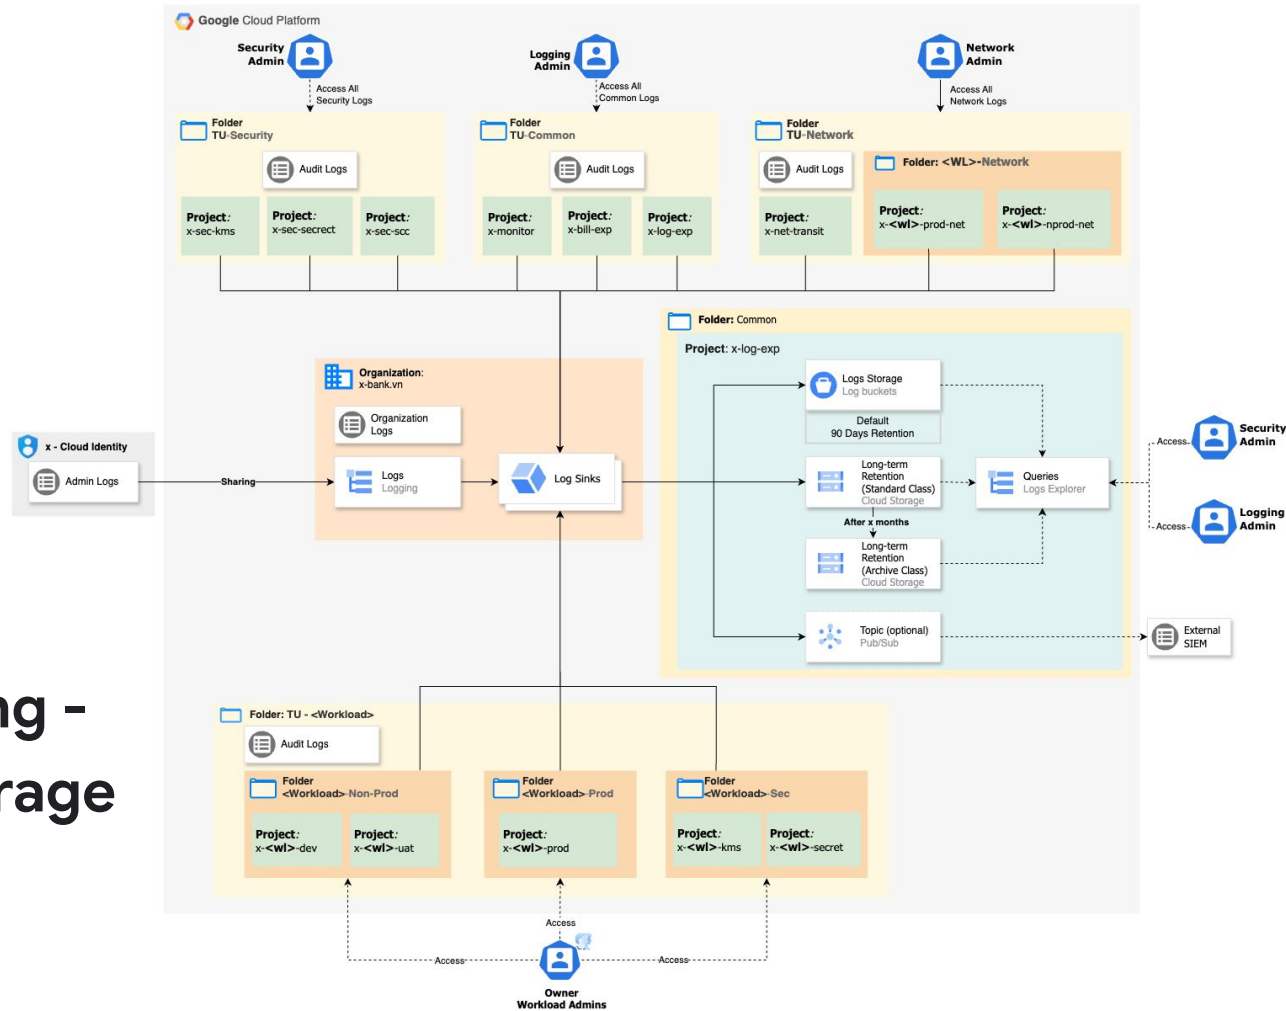 Google Cloud Platform
Security
Admin
Access All
Security Logs
Logging
Admin
Access All
Common Logs
Network
Admin
Access All
Network Logs
Folder
TU-Security
Audit Logs
Project:
x-sec-kms
Project:
x-sec-secrect
Project:
x-sec-scc
Folder
TU-Common
Audit Logs
Project:
x-monitor
Project:
x-bill-exp
Project:
x-log-exp
Folder
TU-Network
Audit Logs
Project:
x-net-transit
Folder: <WL>-Network
Project:
x-<wl>-prod-net
Project:
x-<wl>-nprod-net
x - Cloud Identity
Admin Logs
Sharing
Organization:
x-bank.vn
Organization
Logs
Logs
Logging
Log Sinks
Folder: Common
Project: x-log-exp
Logs Storage
Log buckets
Default
90 Days Retention
Long-term
Retention
(Standard Class)
Cloud Storage
After x months
Long-term
Retention
(Archive Class)
Cloud Storage
Topic (optional)
Pub/Sub
Queries
Logs Explorer
Access
Security
Admin
Access
Logging
Admin
External
SIEM
ng -
rage
Folder: TU - <Workload>
Audit Logs
Folder
<Workload>-Non-Prod
Project:
x-<wl>-dev
Project:
x-<wl>-uat
Folder
<Workload>-Prod
Project:
x-<wl>-prod
Folder
<Workload>-Sec
Project:
x-<wl>-kms
Project:
x-<wl>-secret
Access
Access
Access
Owner
Workload Admins